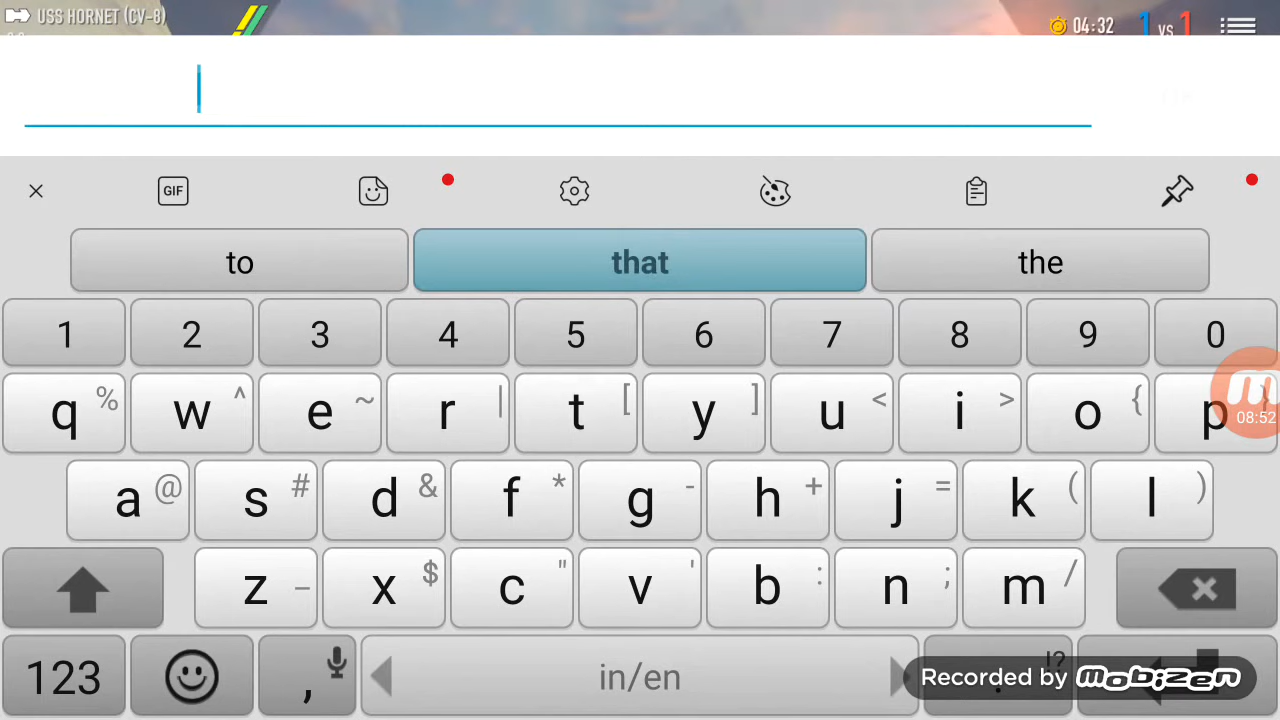 USS HORNET (CV-8)
04:32
1 vs 1
GIF
to that the
1 2 3 4 5 6 7 8 9 0
q % w ^ e ~ r | t [ y ] u < i > o { p
08:52
a @ s # d & f * g - h + j = k ( l )
z _ x $ c " v ' b : n ; m /
123 , in/en . !?
Recorded by mobizen